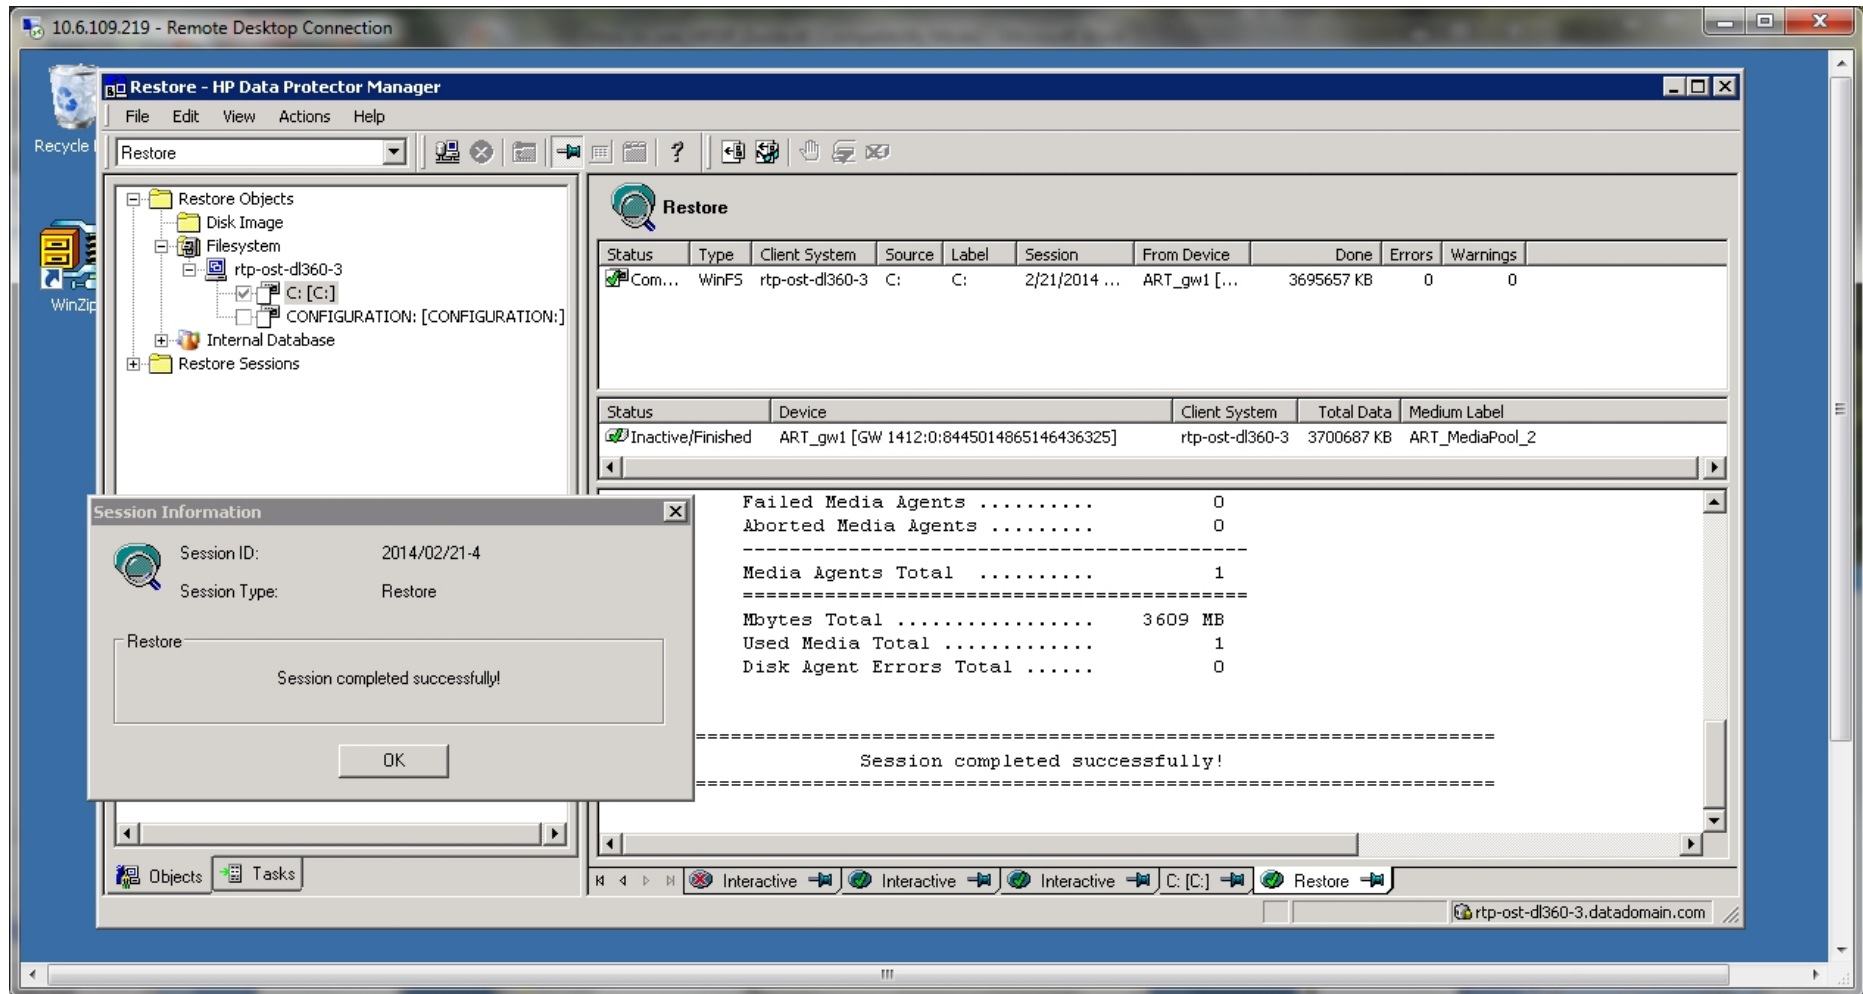 10.6.109.219 - Remote Desktop Connection
Recycle
WinZip
Restore - HP Data Protector Manager
File Edit View Actions Help
Restore
Restore Objects
Disk Image
Filesystem
rtp-ost-dl360-3
C: [C:]
CONFIGURATION: [CONFIGURATION:]
Internal Database
Restore Sessions
Restore
Status Type Client System Source Label Session From Device Done Errors Warnings
Com... WinFS rtp-ost-dl360-3 C: C: 2/21/2014 ... ART_gw1 [... 3695657 KB 0 0
Status Device Client System Total Data Medium Label
Inactive/Finished ART_gw1 [GW 1412:0:8445014865146436325] rtp-ost-dl360-3 3700687 KB ART_MediaPool_2
Failed Media Agents .......... 0
Aborted Media Agents ......... 0
-------------------------------------------
Media Agents Total .......... 1
===========================================
Mbytes Total ................. 3609 MB
Used Media Total ............. 1
Disk Agent Errors Total ...... 0
====================================================================
Session completed successfully!
====================================================================
Session Information
Session ID: 2014/02/21-4
Session Type: Restore
Restore
Session completed successfully!
OK
Objects Tasks
Interactive Interactive Interactive C: [C:] Restore
rtp-ost-dl360-3.datadomain.com